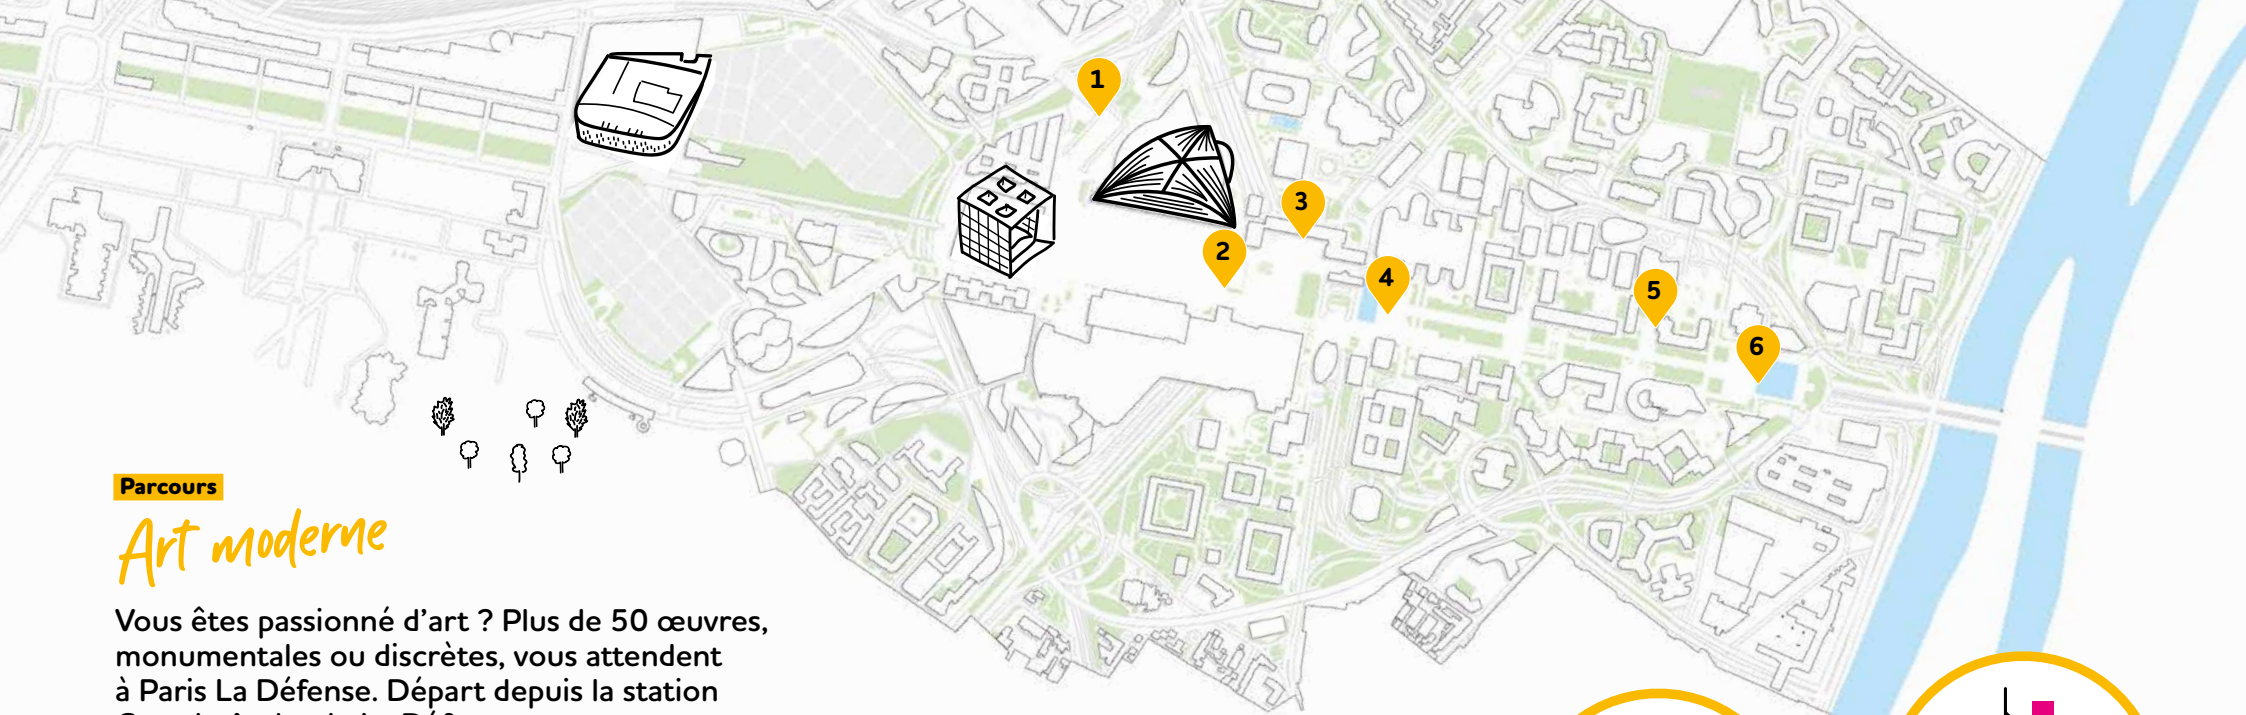 1
2
3
4
5
6
Parcours
Art moderne
Vous êtes passionné d’art ? Plus de 50 œuvres,
monumentales ou discrètes, vous attendent
à Paris La Défense. Départ depuis la station